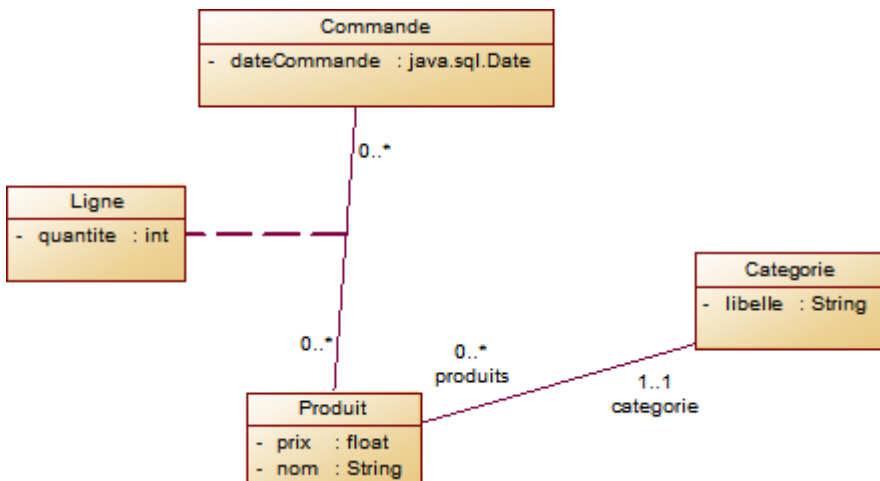 Commande
- dateCommande : java.sql.Date
0..*
Ligne
- quantite : int
Categorie
- libelle : String
0..*
0..*
produits
1..1
categorie
Produit
- prix : float
- nom : String